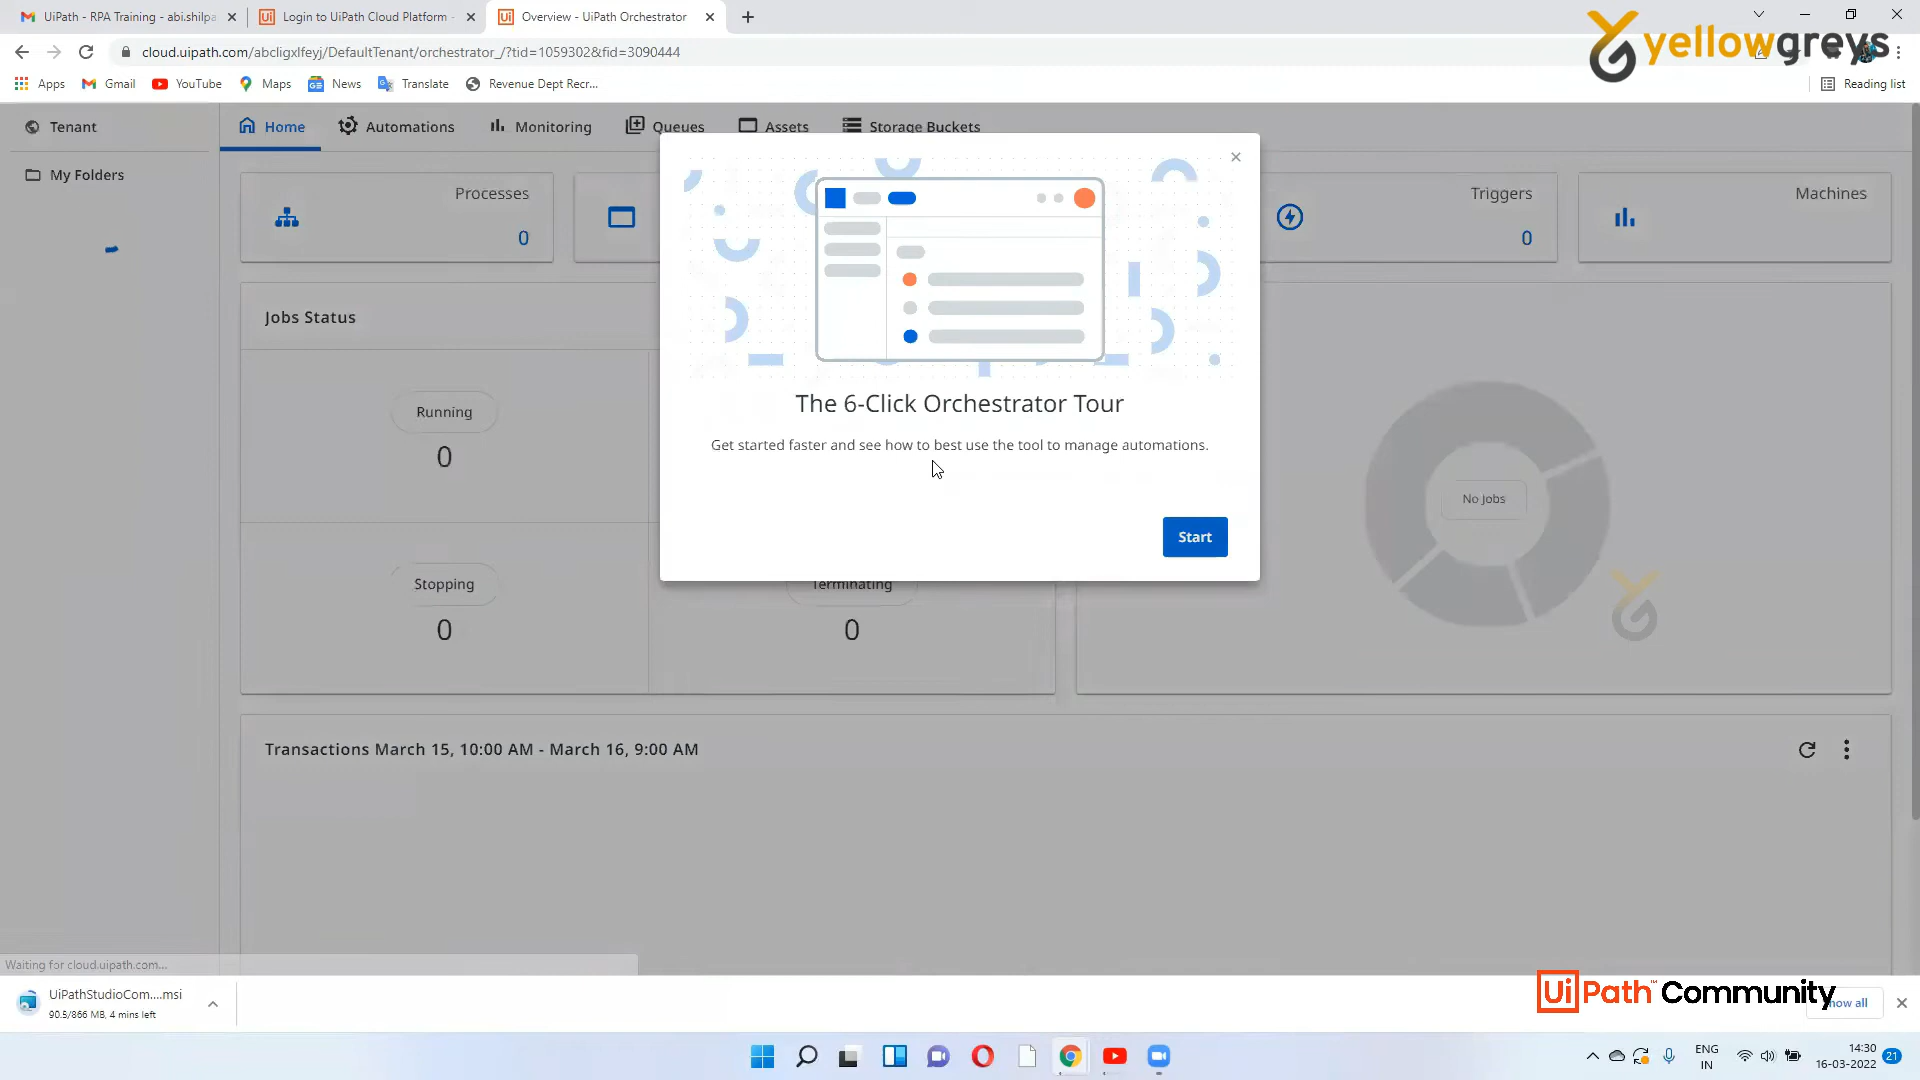 UiPath - RPA Training - abi.shilpa
Login to UiPath Cloud Platform -
Overview - UiPath Orchestrator
cloud.uipath.com/abcligxlfeyj/DefaultTenant/orchestrator_/?tid=1059302&fid=3090444
yellowgreys
Apps
Gmail
YouTube
Maps
News
Translate
Revenue Dept Recr...
Reading list
Tenant
Home
Automations
Monitoring
Queues
Assets
Storage Buckets
My Folders
Processes
0
Triggers
0
Machines
Jobs Status
Running
0
Stopping
0
Terminating
0
No Jobs
The 6-Click Orchestrator Tour
Get started faster and see how to best use the tool to manage automations.
Start
Transactions March 15, 10:00 AM - March 16, 9:00 AM
Waiting for cloud.uipath.com...
UiPathStudioCom....msi
90.5/866 MB, 4 mins left
UiPath™ Community
Show all
ENG
IN
14:30
16-03-2022
21